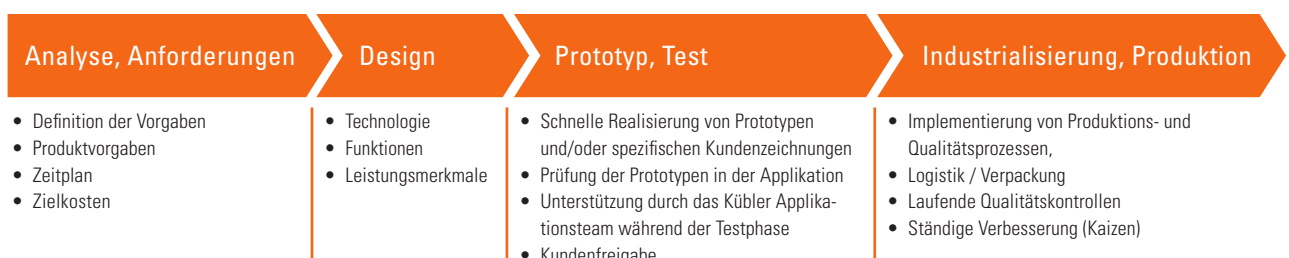 Analyse, Anforderungen
Design
Prototyp, Test
Industrialisierung, Produktion
• Definition der Vorgaben
• Produktvorgaben
• Zeitplan
• Zielkosten
• Technologie
• Funktionen
• Leistungsmerkmale
• Schnelle Realisierung von Prototypen
und/oder spezifischen Kundenzeichnungen
• Prüfung der Prototypen in der Applikation
• Unterstützung durch das Kübler Applika-
tionsteam während der Testphase
• Kundenfreigabe
• Implementierung von Produktions- und
Qualitätsprozessen,
• Logistik / Verpackung
• Laufende Qualitätskontrollen
• Ständige Verbesserung (Kaizen)